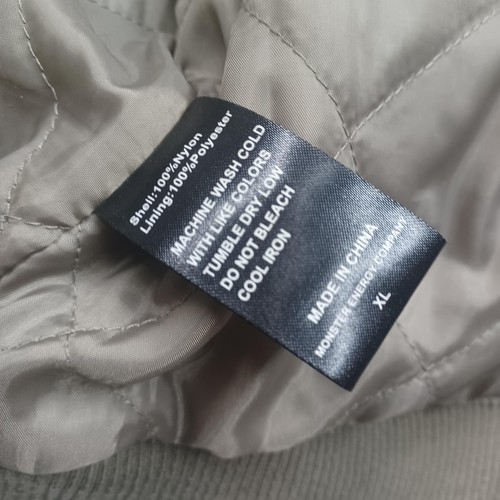 Shell:100%Nylon
Lining:100%Polyester
MACHINE WASH COLD
WITH LIKE COLORS
TUMBLE DRY LOW
DO NOT BLEACH
COOL IRON
MADE IN CHINA
MONSTER ENERGY COMPANY
XL